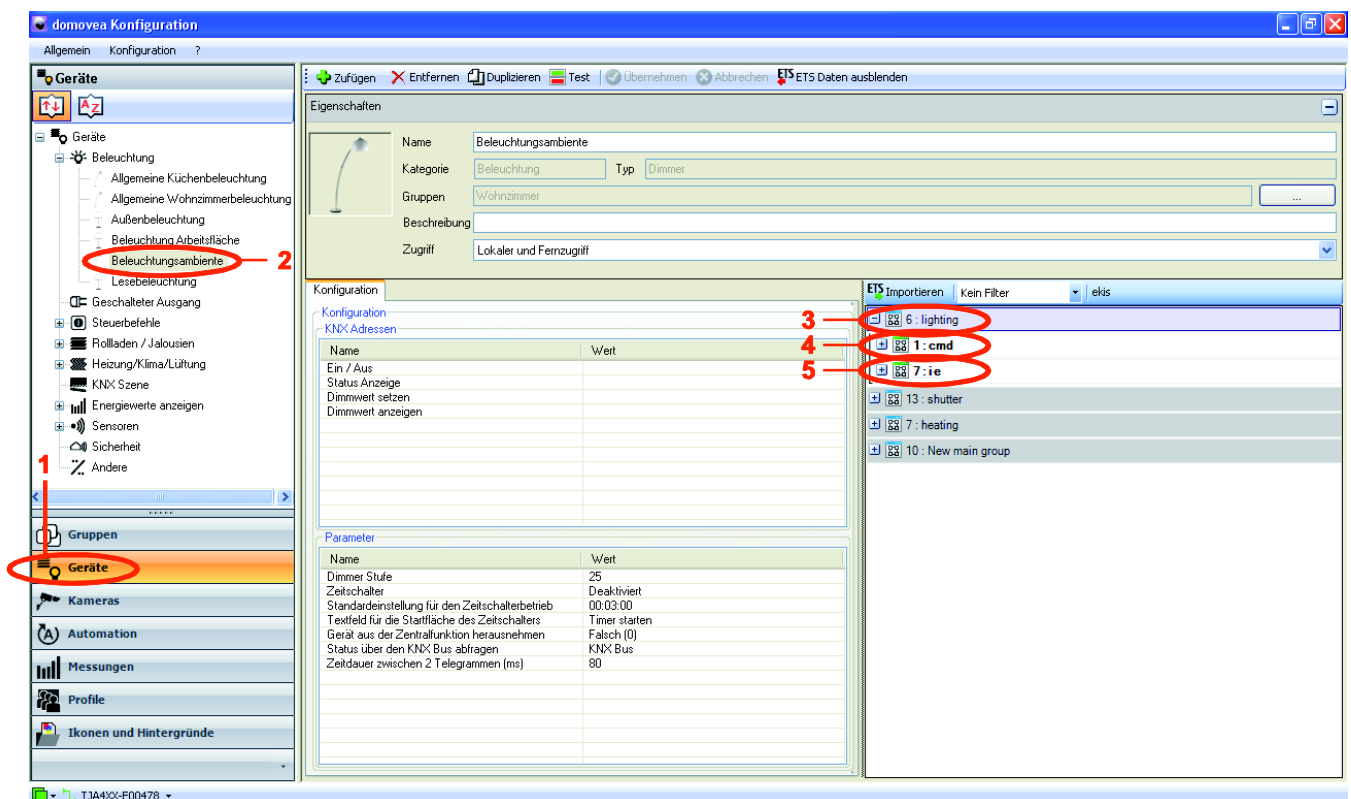 domovea Konfiguration
Allgemein Konfiguration ?
Geräte
Zufügen Entfernen Duplizieren Test Übernehmen Abbrechen ETS ETS Daten ausblenden
AZ
Geräte
Beleuchtung
Allgemeine Küchenbeleuchtung
Allgemeine Wohnzimmerbeleuchtung
Außenbeleuchtung
Beleuchtung Arbeitsfläche
Beleuchtungsambiente
2
Lesebeleuchtung
Geschalteter Ausgang
Steuerbefehle
Rollladen / Jalousien
Heizung/Klima/Lüftung
KNX Szene
Energiewerte anzeigen
Sensoren
Sicherheit
Andere
1
Gruppen
Geräte
Kameras
Automation
Messungen
Profile
Ikonen und Hintergründe
Eigenschaften
Name Beleuchtungsambiente
Kategorie Beleuchtung Typ Dimmer
Gruppen Wohnzimmer ...
Beschreibung
Zugriff Lokaler und Fernzugriff
Konfiguration
Konfiguration
KNX Adressen
Name Wert
Ein / Aus
Status Anzeige
Dimmwert setzen
Dimmwert anzeigen
Parameter
Name Wert
Dimmer Stufe 25
Zeitschalter Deaktiviert
Standardeinstellung für den Zeitschalterbetrieb 00:03:00
Textfeld für die Startfläche des Zeitschalters Timer starten
Gerät aus der Zentralfunktion herausnehmen Falsch (0)
Status über den KNX Bus abfragen KNX Bus
Zeitdauer zwischen 2 Telegrammen (ms) 80
ETS Importieren Kein Filter ekis
3
6 : lighting
4
1 : cmd
5
7 : ie
13 : shutter
7 : heating
10 : New main group
TJA4XX-E00478